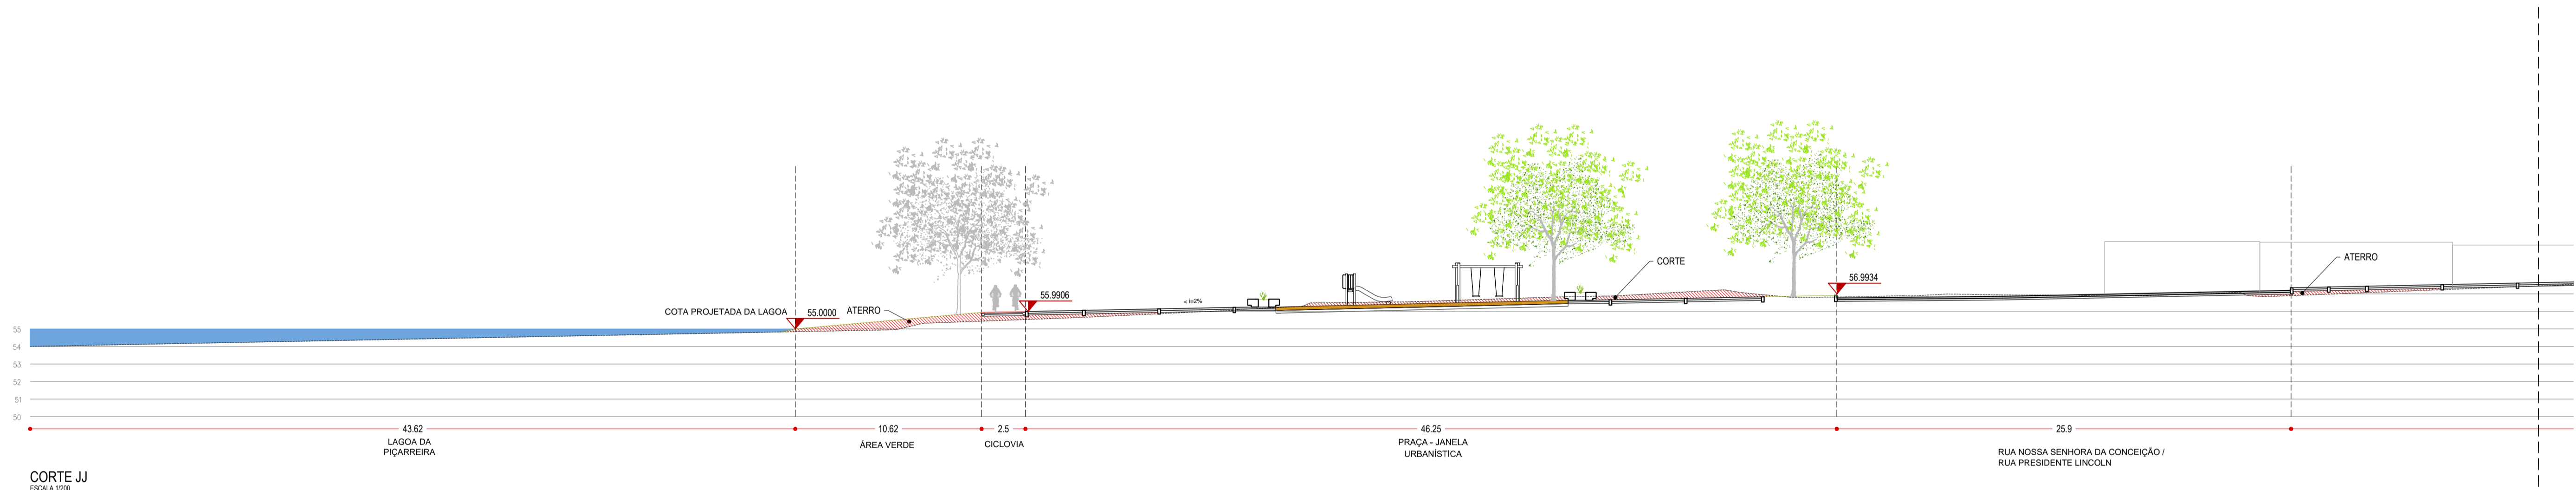 CORTE
56.9934
ATERRO
55.9906
< i=2%
COTA PROJETADA DA LAGOA
55.0000
ATERRO
55
54
53
52
51
50
43.62
10.62
2.5
46.25
25.9
LAGOA DA
PIÇARREIRA
ÁREA VERDE
CICLOVIA
PRAÇA - JANELA
URBANÍSTICA
RUA NOSSA SENHORA DA CONCEIÇÃO /
RUA PRESIDENTE LINCOLN
CORTE JJ
ESCALA 1/200